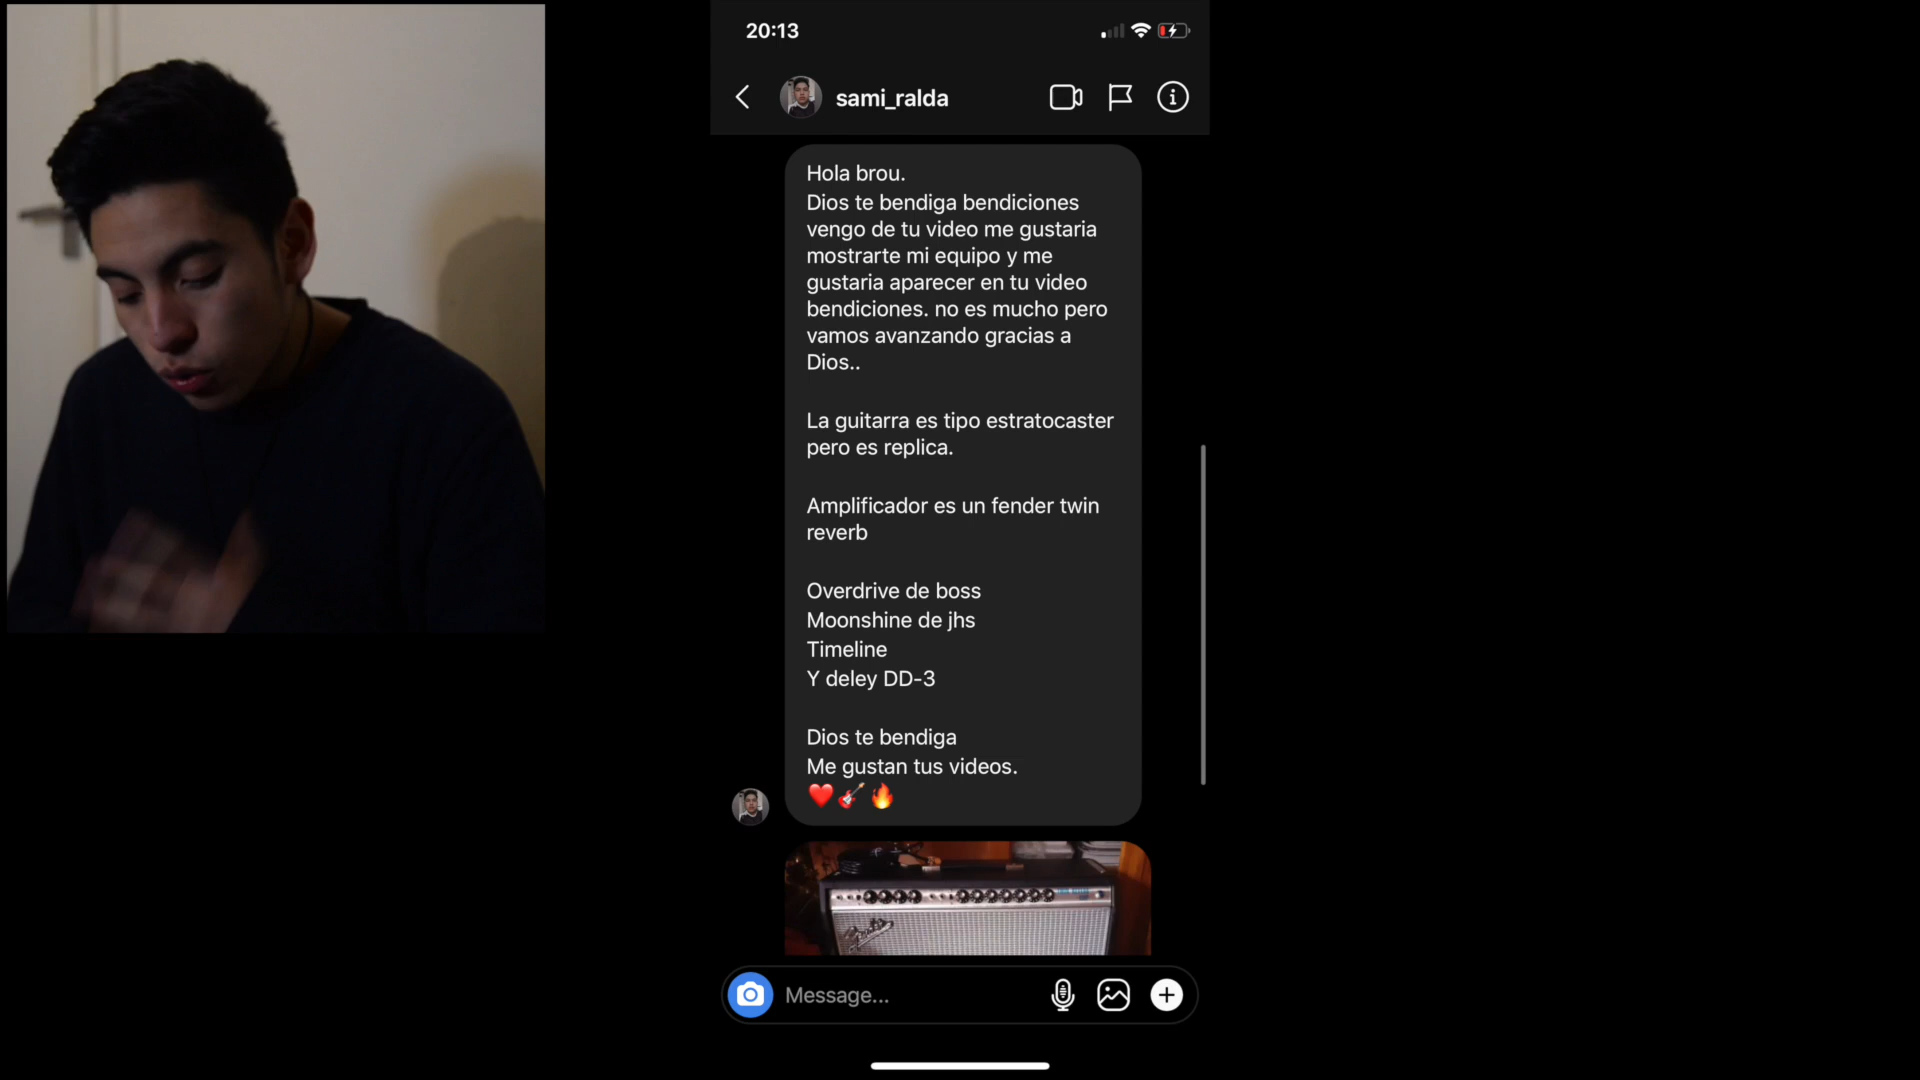 20:13
sami_ralda
Hola brou.
Dios te bendiga bendiciones
vengo de tu video me gustaria
mostrarte mi equipo y me
gustaria aparecer en tu video
bendiciones. no es mucho pero
vamos avanzando gracias a
Dios..
La guitarra es tipo estratocaster
pero es replica.
Amplificador es un fender twin
reverb
Overdrive de boss
Moonshine de jhs
Timeline
Y deley DD-3
Dios te bendiga
Me gustan tus videos.
Fender
Message...